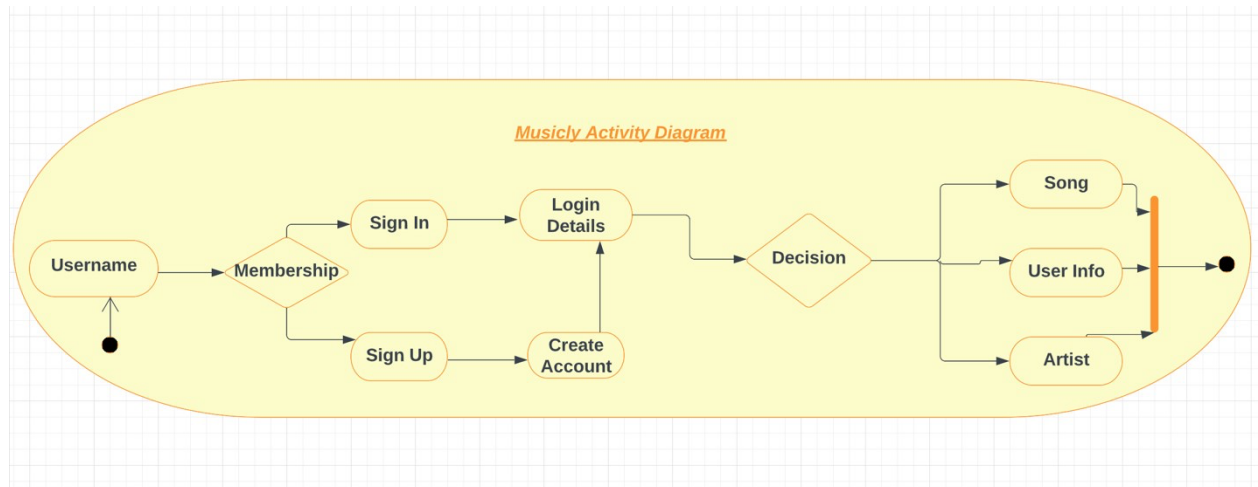 Musicly Activity Diagram
Username
Membership
Sign In
Sign Up
Login
Details
Create
Account
Decision
Song
User Info
Artist